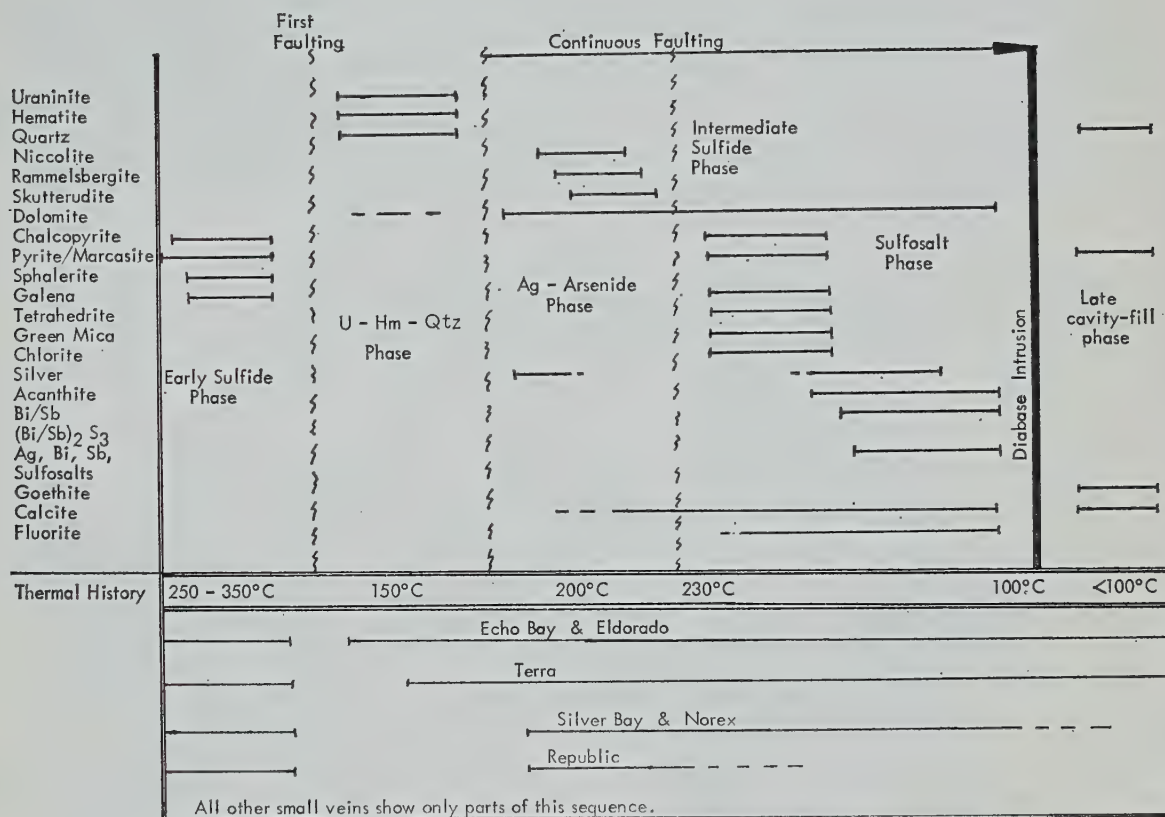 First
Faulting
Continuous Faulting
Uraninite
Hematite
Quartz
Niccolite
Rammelsbergite
Skutterudite
Dolomite
Chalcopyrite
Pyrite/Marcasite
Sphalerite
Galena
Tetrahedrite
Green Mica
Chlorite
Silver
Acanthite
Bi/Sb
(Bi/Sb)2 S3
Ag, Bi, Sb,
Sulfosalts
Goethite
Calcite
Fluorite
Early Sulfide
Phase
U - Hm - Qtz
Phase
Ag - Arsenide
Phase
Intermediate
Sulfide
Phase
Sulfosalt
Phase
Diabase Intrusion
Late
cavity-fill
phase
Thermal History 250 - 350°C 150°C 200°C 230°C 100°C <100°C
Echo Bay & Eldorado
Terra
Silver Bay & Norex
Republic
All other small veins show only parts of this sequence.